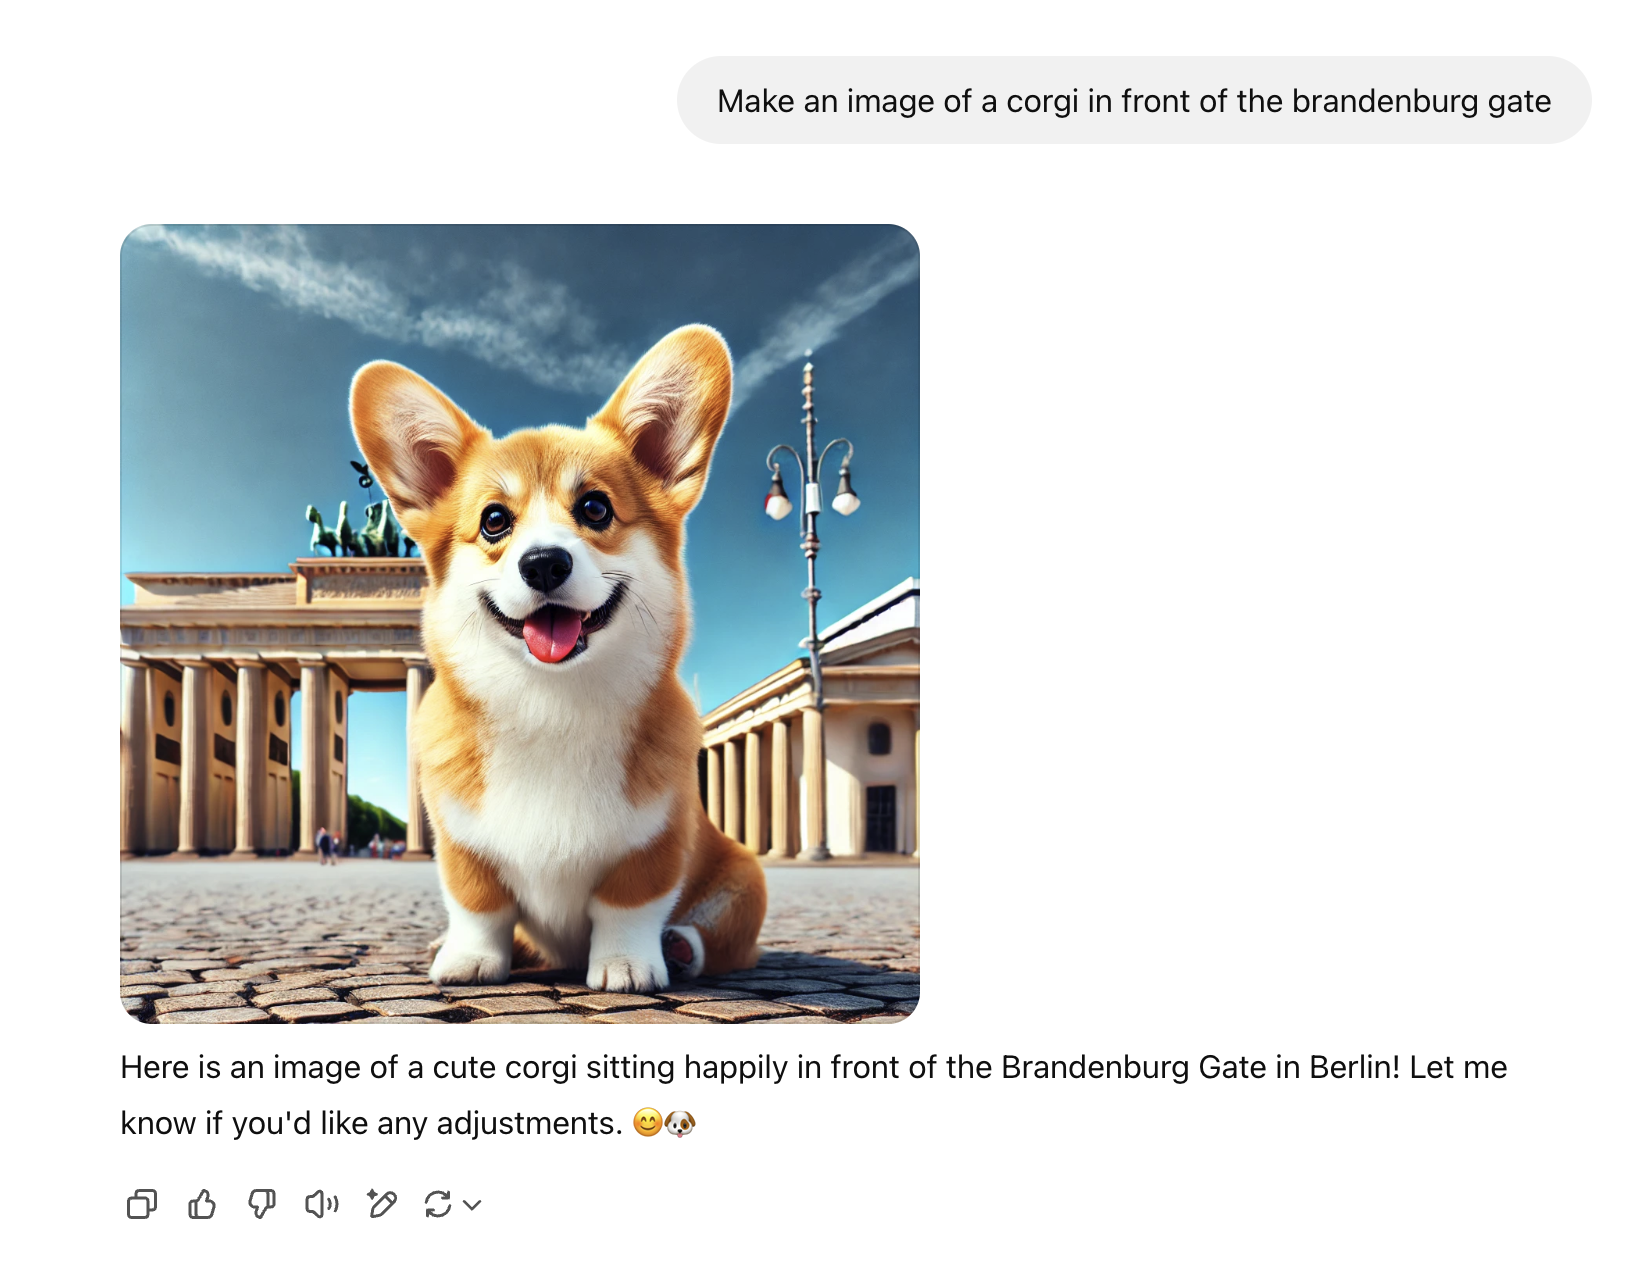 Make an image of a corgi in front of the brandenburg gate
Here is an image of a cute corgi sitting happily in front of the Brandenburg Gate in Berlin! Let me
know if you'd like any adjustments. 😊🐶